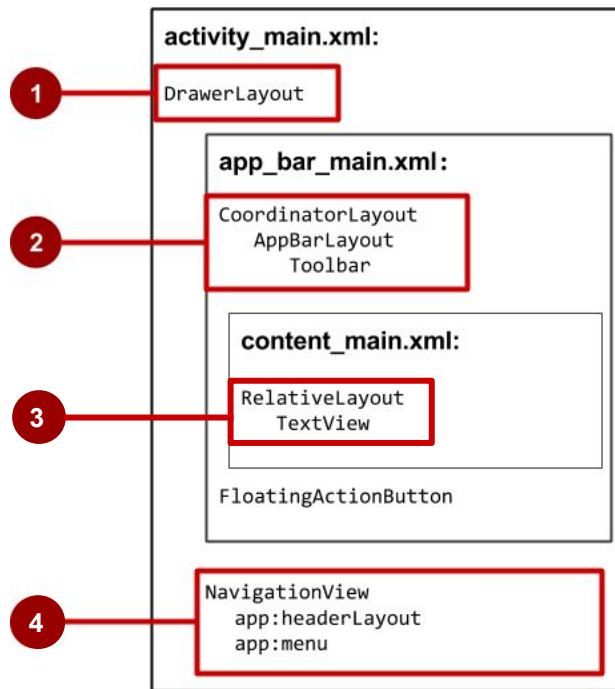 activity_main.xml:
1
DrawerLayout
app_bar_main.xml:
2
CoordinatorLayout
AppBarLayout
Toolbar
content_main.xml:
3
RelativeLayout
TextView
FloatingActionButton
4
NavigationView
app:headerLayout
app:menu